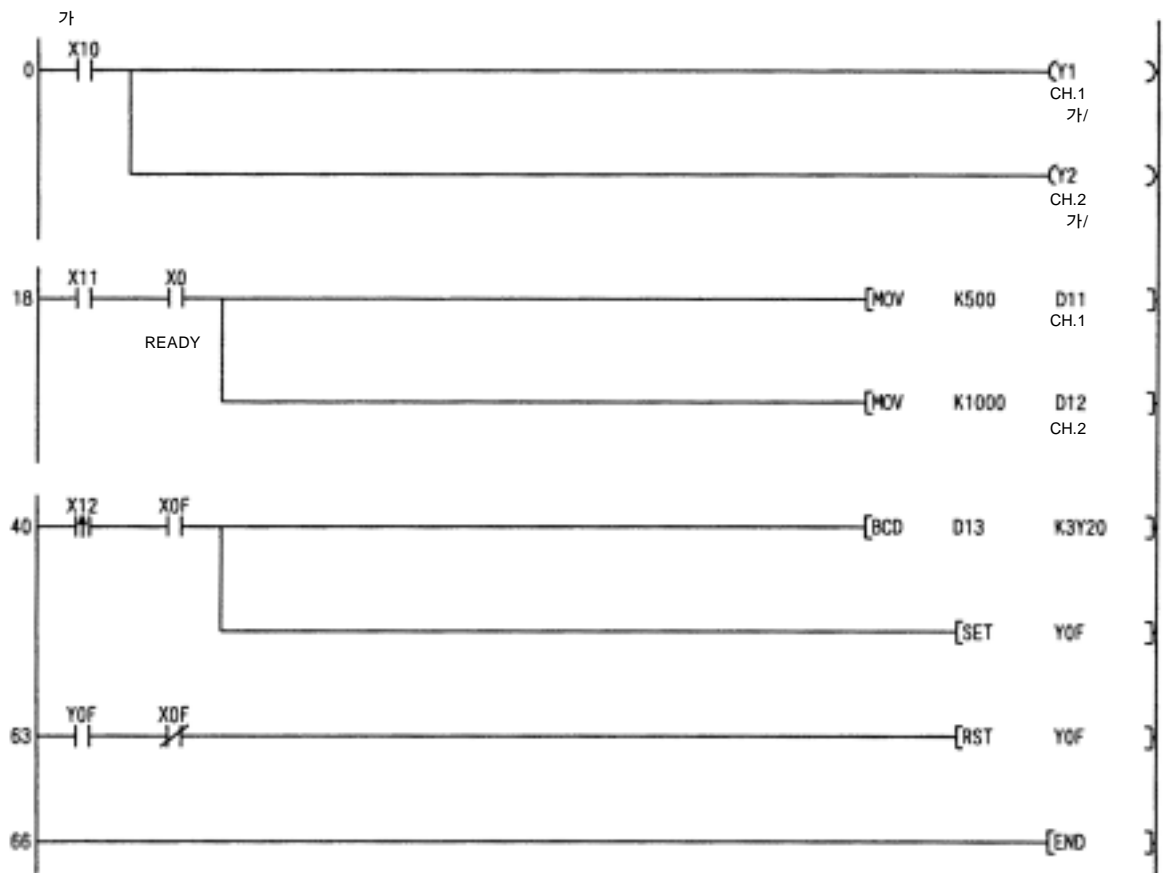 가
X10
0 (Y1 )
CH.1
가/
(Y2 )
CH.2
가/
X11 X0
18 [MOV K500 D11 ]
READY CH.1
[MOV K1000 D12 ]
CH.2
X12 X0F
40 [BCD D13 K3Y20 ]
[SET Y0F ]
Y0F X0F
63 [RST Y0F ]
66 [END ]